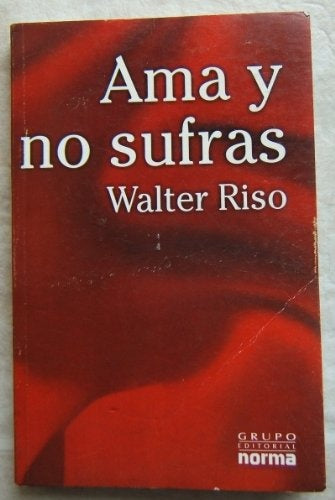 Ama y
no sufras
Walter Riso
GRUPO
EDITORIAL
norma